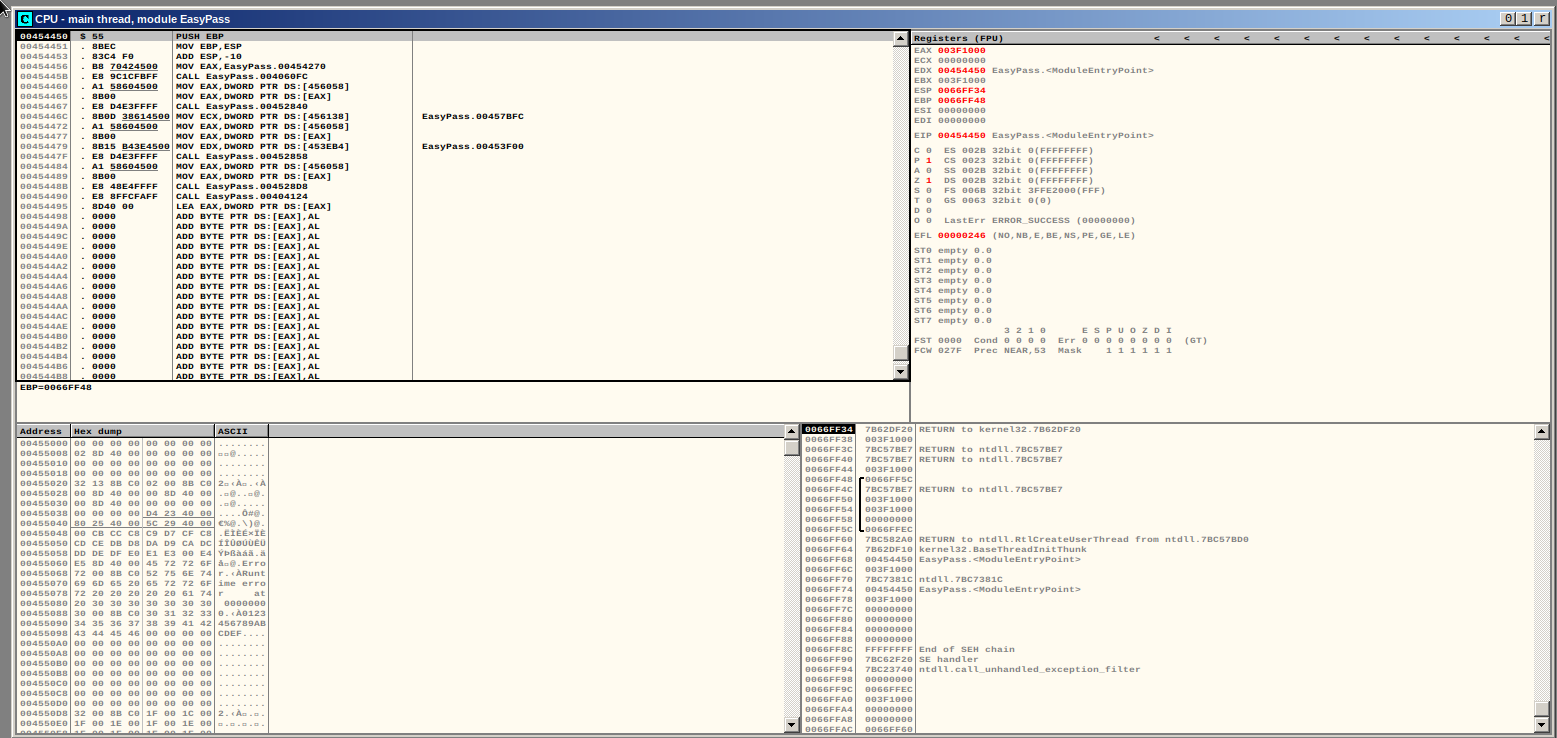 C CPU - main thread, module EasyPass 0 1 r
00454450 $ 55 PUSH EBP
00454451 . 8BEC MOV EBP,ESP
00454453 . 83C4 F0 ADD ESP,-10
00454456 . B8 70424500 MOV EAX,EasyPass.00454270
0045445B . E8 9C1CFBFF CALL EasyPass.004060FC
00454460 . A1 58604500 MOV EAX,DWORD PTR DS:[456058]
00454465 . 8B00 MOV EAX,DWORD PTR DS:[EAX]
00454467 . E8 D4E3FFFF CALL EasyPass.00452840
0045446C . 8B0D 38614500 MOV ECX,DWORD PTR DS:[456138] EasyPass.00457BFC
00454472 . A1 58604500 MOV EAX,DWORD PTR DS:[456058]
00454477 . 8B00 MOV EAX,DWORD PTR DS:[EAX]
00454479 . 8B15 B43E4500 MOV EDX,DWORD PTR DS:[453EB4] EasyPass.00453F00
0045447F . E8 D4E3FFFF CALL EasyPass.00452858
00454484 . A1 58604500 MOV EAX,DWORD PTR DS:[456058]
00454489 . 8B00 MOV EAX,DWORD PTR DS:[EAX]
0045448B . E8 48E4FFFF CALL EasyPass.004528D8
00454490 . E8 8FFCFAFF CALL EasyPass.00404124
00454495 . 8D40 00 LEA EAX,DWORD PTR DS:[EAX]
00454498 . 0000 ADD BYTE PTR DS:[EAX],AL
0045449A . 0000 ADD BYTE PTR DS:[EAX],AL
0045449C . 0000 ADD BYTE PTR DS:[EAX],AL
0045449E . 0000 ADD BYTE PTR DS:[EAX],AL
004544A0 . 0000 ADD BYTE PTR DS:[EAX],AL
004544A2 . 0000 ADD BYTE PTR DS:[EAX],AL
004544A4 . 0000 ADD BYTE PTR DS:[EAX],AL
004544A6 . 0000 ADD BYTE PTR DS:[EAX],AL
004544A8 . 0000 ADD BYTE PTR DS:[EAX],AL
004544AA . 0000 ADD BYTE PTR DS:[EAX],AL
004544AC . 0000 ADD BYTE PTR DS:[EAX],AL
004544AE . 0000 ADD BYTE PTR DS:[EAX],AL
004544B0 . 0000 ADD BYTE PTR DS:[EAX],AL
004544B2 . 0000 ADD BYTE PTR DS:[EAX],AL
004544B4 . 0000 ADD BYTE PTR DS:[EAX],AL
004544B6 . 0000 ADD BYTE PTR DS:[EAX],AL
004544B8 . 0000 ADD BYTE PTR DS:[EAX],AL
EBP=0066FF48
Registers (FPU) < < < < < < < < < < < < < <
EAX 003F1000
ECX 00000000
EDX 00454450 EasyPass.<ModuleEntryPoint>
EBX 003F1000
ESP 0066FF34
EBP 0066FF48
ESI 00000000
EDI 00000000
EIP 00454450 EasyPass.<ModuleEntryPoint>
C 0 ES 002B 32bit 0(FFFFFFFF)
P 1 CS 0023 32bit 0(FFFFFFFF)
A 0 SS 002B 32bit 0(FFFFFFFF)
Z 1 DS 002B 32bit 0(FFFFFFFF)
S 0 FS 006B 32bit 3FFE2000(FFF)
T 0 GS 0063 32bit 0(0)
D 0
O 0 LastErr ERROR_SUCCESS (00000000)
EFL 00000246 (NO,NB,E,BE,NS,PE,GE,LE)
ST0 empty 0.0
ST1 empty 0.0
ST2 empty 0.0
ST3 empty 0.0
ST4 empty 0.0
ST5 empty 0.0
ST6 empty 0.0
ST7 empty 0.0
3 2 1 0 E S P U O Z D I
FST 0000 Cond 0 0 0 0 Err 0 0 0 0 0 0 0 0 (GT)
FCW 027F Prec NEAR,53 Mask 1 1 1 1 1 1
Address Hex dump ASCII
00455000 00 00 00 00 00 00 00 00 ........
00455008 02 8D 40 00 00 00 00 00 ▫▫@.....
00455010 00 00 00 00 00 00 00 00 ........
00455018 00 00 00 00 00 00 00 00 ........
00455020 32 13 8B C0 02 00 8B C0 2▫‹À▫.‹À
00455028 00 8D 40 00 00 8D 40 00 .▫@..▫@.
00455030 00 8D 40 00 00 00 00 00 .▫@.....
00455038 00 00 00 00 D4 23 40 00 ....Ô#@.
00455040 80 25 40 00 5C 29 40 00 €%@.\)@.
00455048 00 CB CC C8 C9 D7 CF C8 .ËÌÈÉ×ÏÈ
00455050 CD CE DB D8 DA D9 CA DC ÍÎÛØÚÙÊÜ
00455058 DD DE DF E0 E1 E3 00 E4 ÝÞßàáã.ä
00455060 E5 8D 40 00 45 72 72 6F å▫@.Erro
00455068 72 00 8B C0 52 75 6E 74 r.‹ÀRunt
00455070 69 6D 65 20 65 72 72 6F ime erro
00455078 72 20 20 20 20 20 61 74 r     at
00455080 20 30 30 30 30 30 30 30 0000000
00455088 30 00 8B C0 30 31 32 33 0.‹À0123
00455090 34 35 36 37 38 39 41 42 456789AB
00455098 43 44 45 46 00 00 00 00 CDEF....
004550A0 00 00 00 00 00 00 00 00 ........
004550A8 00 00 00 00 00 00 00 00 ........
004550B0 00 00 00 00 00 00 00 00 ........
004550B8 00 00 00 00 00 00 00 00 ........
004550C0 00 00 00 00 00 00 00 00 ........
004550C8 00 00 00 00 00 00 00 00 ........
004550D0 00 00 00 00 00 00 00 00 ........
004550D8 32 00 8B C0 1F 00 1C 00 2.‹À▫.▫.
004550E0 1F 00 1E 00 1F 00 1E 00 ▫.▫.▫.▫.
0066FF34 7B62DF20 RETURN to kernel32.7B62DF20
0066FF38 003F1000
0066FF3C 7BC57BE7 RETURN to ntdll.7BC57BE7
0066FF40 7BC57BE7 RETURN to ntdll.7BC57BE7
0066FF44 003F1000
0066FF48 0066FF5C
0066FF4C 7BC57BE7 RETURN to ntdll.7BC57BE7
0066FF50 003F1000
0066FF54 003F1000
0066FF58 00000000
0066FF5C 0066FFEC
0066FF60 7BC582A0 RETURN to ntdll.RtlCreateUserThread from ntdll.7BC57BD0
0066FF64 7B62DF10 kernel32.BaseThreadInitThunk
0066FF68 00454450 EasyPass.<ModuleEntryPoint>
0066FF6C 003F1000
0066FF70 7BC7381C ntdll.7BC7381C
0066FF74 00454450 EasyPass.<ModuleEntryPoint>
0066FF78 003F1000
0066FF7C 00000000
0066FF80 00000000
0066FF84 00000000
0066FF88 00000000
0066FF8C FFFFFFFF End of SEH chain
0066FF90 7BC62F20 SE handler
0066FF94 7BC23740 ntdll.call_unhandled_exception_filter
0066FF98 00000000
0066FF9C 0066FFEC
0066FFA0 003F1000
0066FFA4 00000000
0066FFA8 00000000
0066FFAC 0066FF60